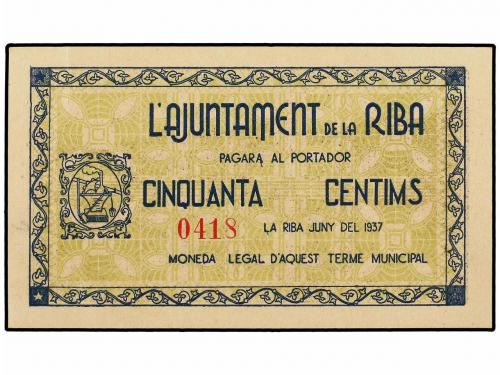 L'AJUNTAMENT DE LA RIBA
PAGARÀ AL PORTADOR
CINQUANTA CENTIMS
0418 LA RIBA JUNY DEL 1937
MONEDA LEGAL D'AQUEST TERME MUNICIPAL